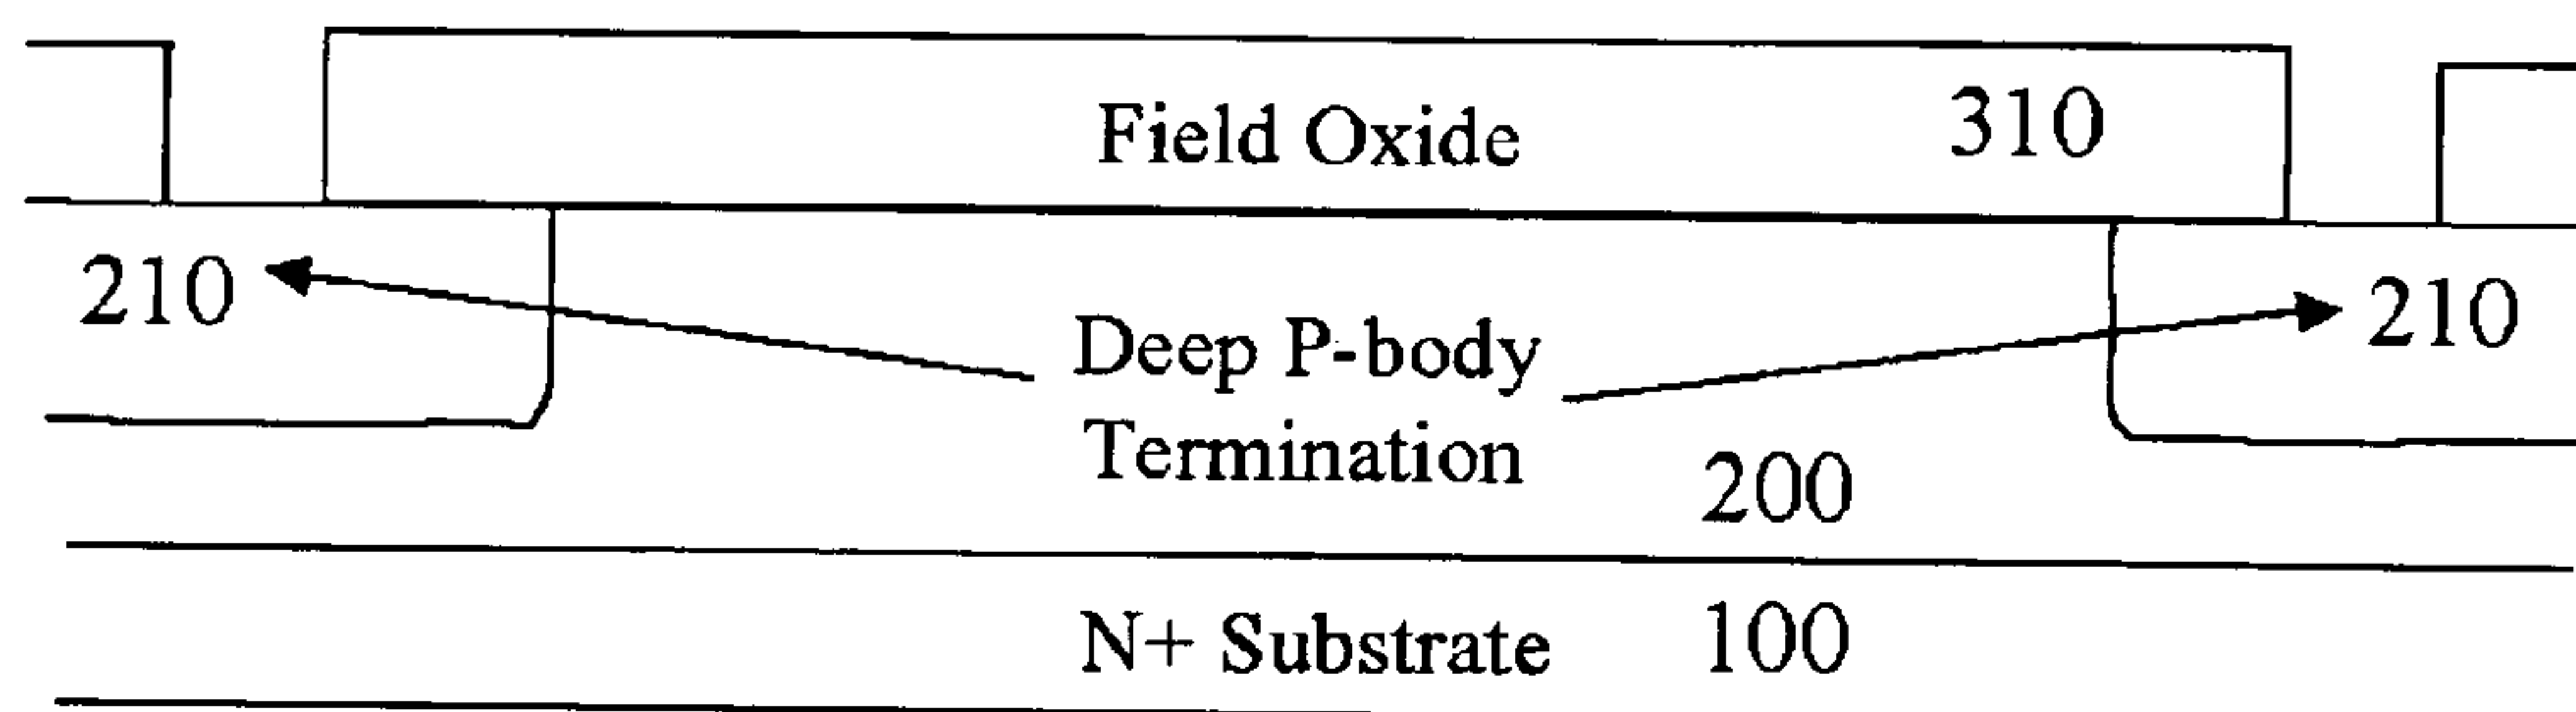 Field Oxide 310
210 Deep P-body 210
Termination 200
N+ Substrate 100